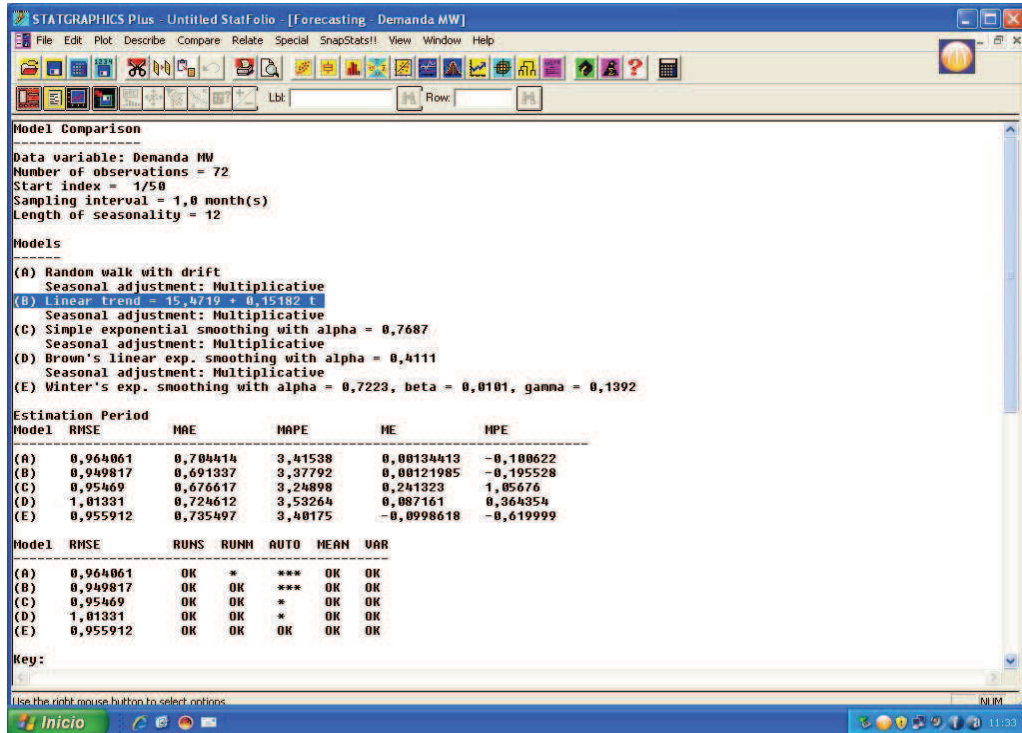 STATGRAPHICS Plus - Untitled StatFolio - [Forecasting - Demanda MW]
File Edit Plot Describe Compare Relate Special SnapStats!! View Window Help
Lbl: Row:
Model Comparison
----------------
Data variable: Demanda MW
Number of observations = 72
Start index = 1/50
Sampling interval = 1,0 month(s)
Length of seasonality = 12
Models
------
(A) Random walk with drift
Seasonal adjustment: Multiplicative
(B) Linear trend = 15,4719 + 0,15182 t
Seasonal adjustment: Multiplicative
(C) Simple exponential smoothing with alpha = 0,7687
Seasonal adjustment: Multiplicative
(D) Brown's linear exp. smoothing with alpha = 0,4111
Seasonal adjustment: Multiplicative
(E) Winter's exp. smoothing with alpha = 0,7223, beta = 0,0101, gamma = 0,1392
Estimation Period
Model RMSE MAE MAPE ME MPE
(A) 0,964061 0,704414 3,41538 0,00134413 -0,100622
(B) 0,949817 0,691337 3,37792 0,00121985 -0,195528
(C) 0,95469 0,676617 3,24898 0,241323 1,05676
(D) 1,01331 0,724612 3,53264 0,087161 0,364354
(E) 0,955912 0,735497 3,40175 -0,0998618 -0,619999
Model RMSE RUNS RUNM AUTO MEAN VAR
(A) 0,964061 OK * *** OK OK
(B) 0,949817 OK OK *** OK OK
(C) 0,95469 OK OK * OK OK
(D) 1,01331 OK OK * OK OK
(E) 0,955912 OK OK OK OK OK
Key:
Use the right mouse button to select options NUM
Inicio 11:33